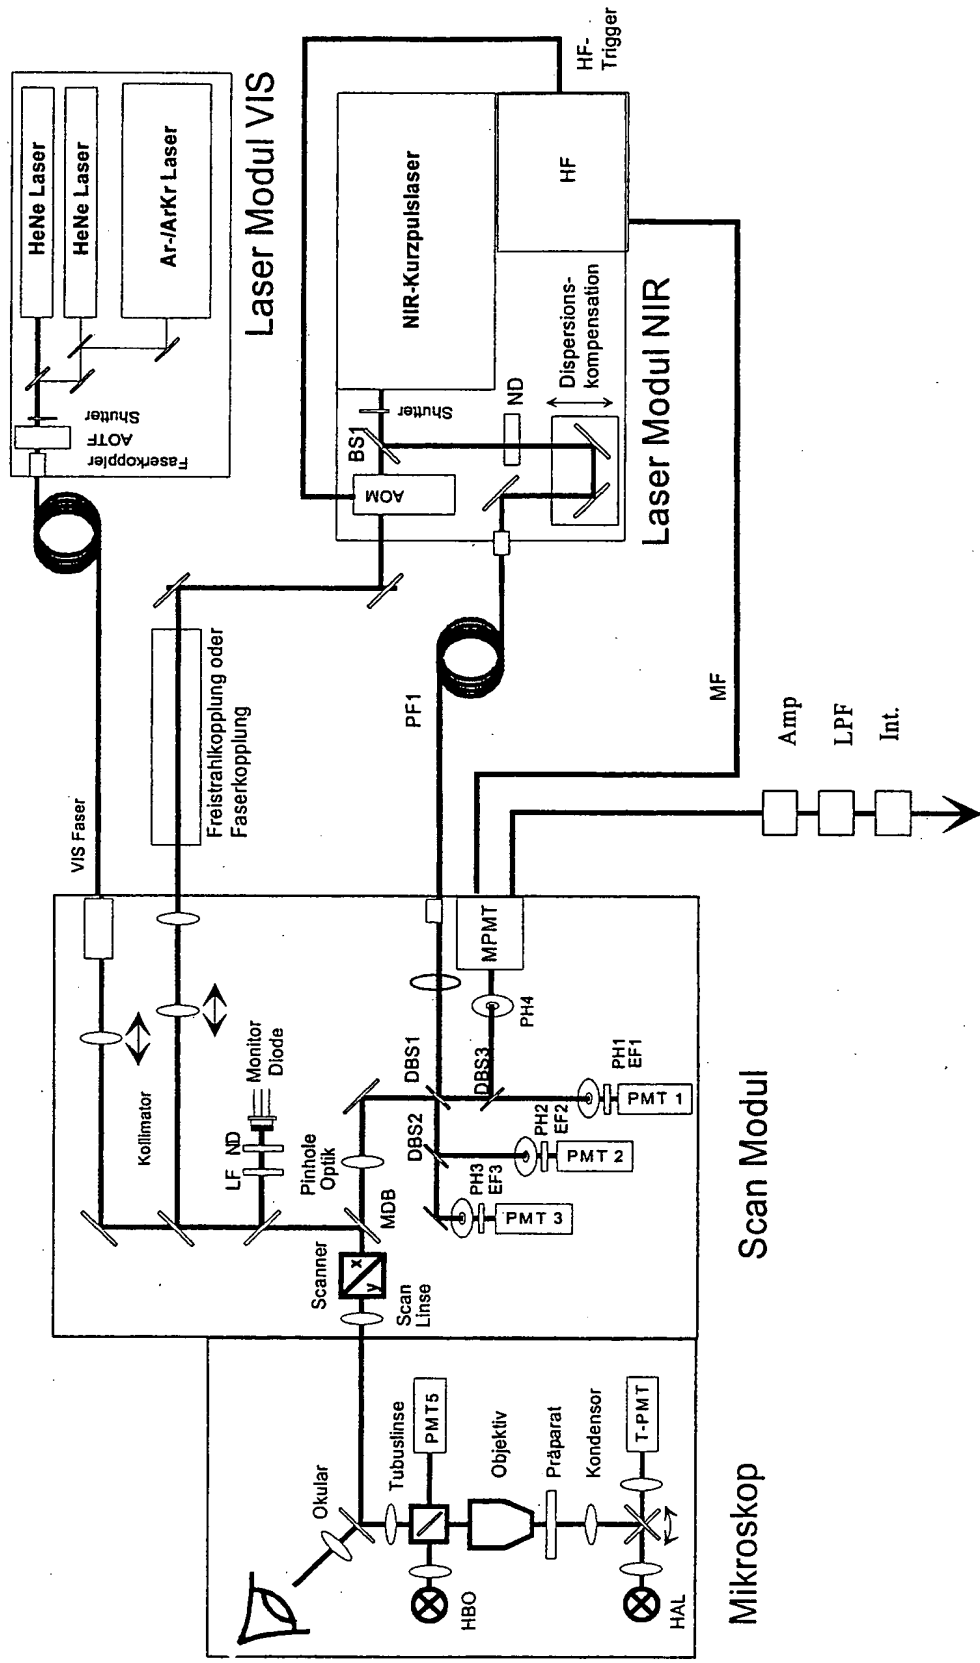 HeNe Laser
HeNe Laser
Ar-/ArKr Laser
Shutter
AOTF
Faserkoppler
Laser Modul VIS
HF-
Trigger
NIR-Kurzpulslaser
HF
Shutter
BS1
AOM
ND
Dispersions-
kompensation
Laser Modul NIR
VIS Faser
Freistrahlkopplung oder
Faserkopplung
PF1
MF
Amp
LPF
Int.
Kollimator
Monitor
Diode
LF
ND
Pinhole
Optik
MDB
Scanner
x
y
Scan
Linse
DBS1
DBS2
DBS3
MPMT
PH4
PH1
EF1
PMT 1
PH2
EF2
PMT 2
PH3
EF3
PMT 3
Scan Modul
Okular
Tubuslinse
PMT5
HBO
Objektiv
Präparat
Kondensor
T-PMT
HAL
Mikroskop